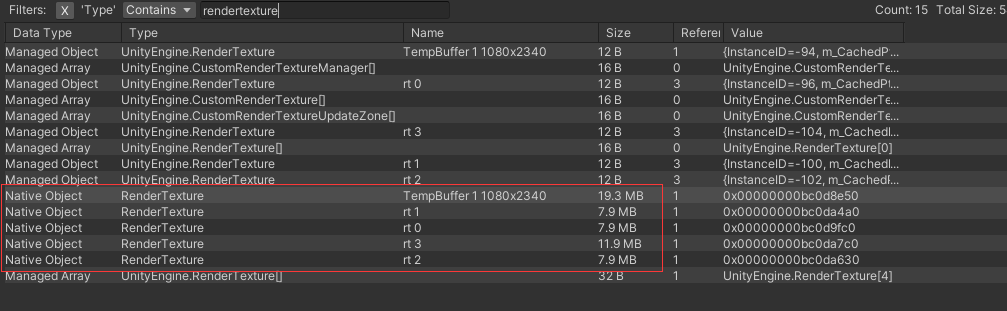 Filters: X 'Type' Contains rendertexture Count: 15 Total Size: 5
Data Type Type Name Size Referen Value
Managed Object UnityEngine.RenderTexture TempBuffer 1 1080x2340 12 B 1 {InstanceID=-94, m_CachedP...
Managed Array UnityEngine.CustomRenderTextureManager[] 16 B 0 UnityEngine.CustomRenderTe...
Managed Object UnityEngine.RenderTexture rt 0 12 B 3 {InstanceID=-96, m_CachedPt...
Managed Array UnityEngine.CustomRenderTexture[] 16 B 0 UnityEngine.CustomRenderTe...
Managed Array UnityEngine.CustomRenderTextureUpdateZone[] 16 B 0 UnityEngine.CustomRenderTe...
Managed Object UnityEngine.RenderTexture rt 3 12 B 3 {InstanceID=-104, m_CachedI...
Managed Array UnityEngine.RenderTexture[] 16 B 0 UnityEngine.RenderTexture[0]
Managed Object UnityEngine.RenderTexture rt 1 12 B 3 {InstanceID=-100, m_CachedI...
Managed Object UnityEngine.RenderTexture rt 2 12 B 3 {InstanceID=-102, m_CachedF...
Native Object RenderTexture TempBuffer 1 1080x2340 19.3 MB 1 0x00000000bc0d8e50
Native Object RenderTexture rt 1 7.9 MB 1 0x00000000bc0da4a0
Native Object RenderTexture rt 0 7.9 MB 1 0x00000000bc0d9fc0
Native Object RenderTexture rt 3 11.9 MB 1 0x00000000bc0da7c0
Native Object RenderTexture rt 2 7.9 MB 1 0x00000000bc0da630
Managed Array UnityEngine.RenderTexture[] 32 B 1 UnityEngine.RenderTexture[4]